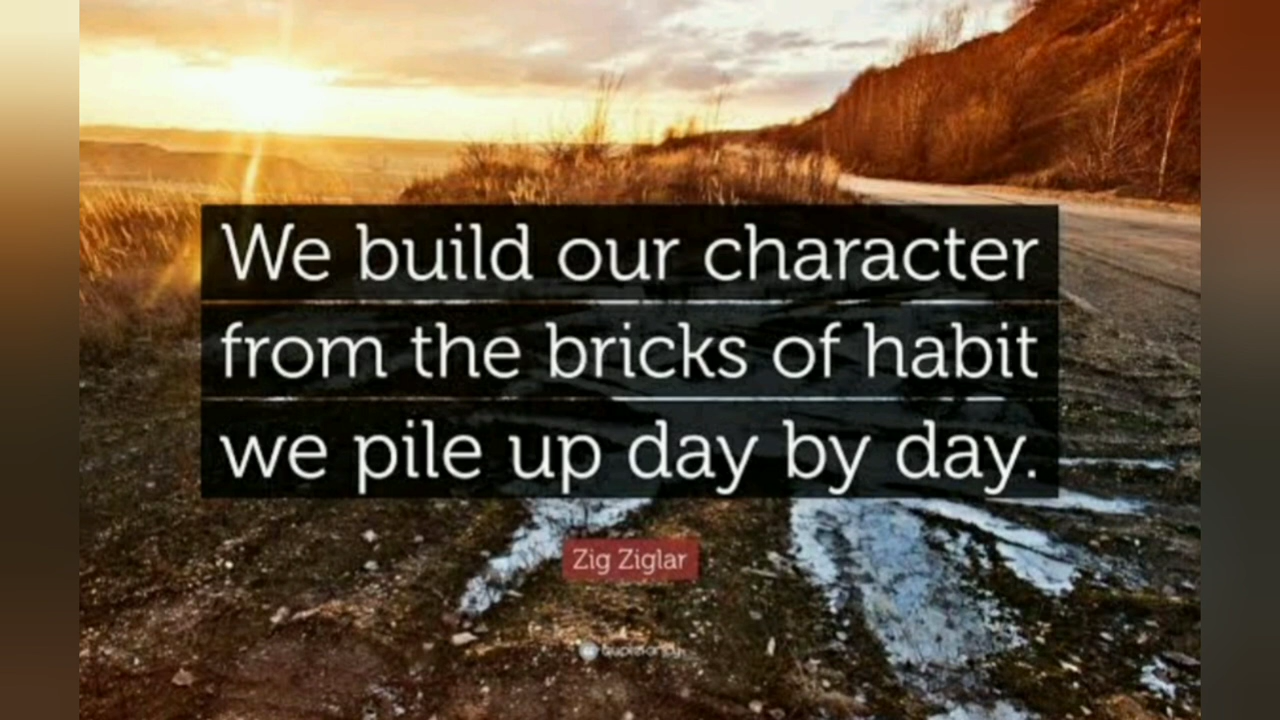 We build our character
from the bricks of habit
we pile up day by day.
Zig Ziglar